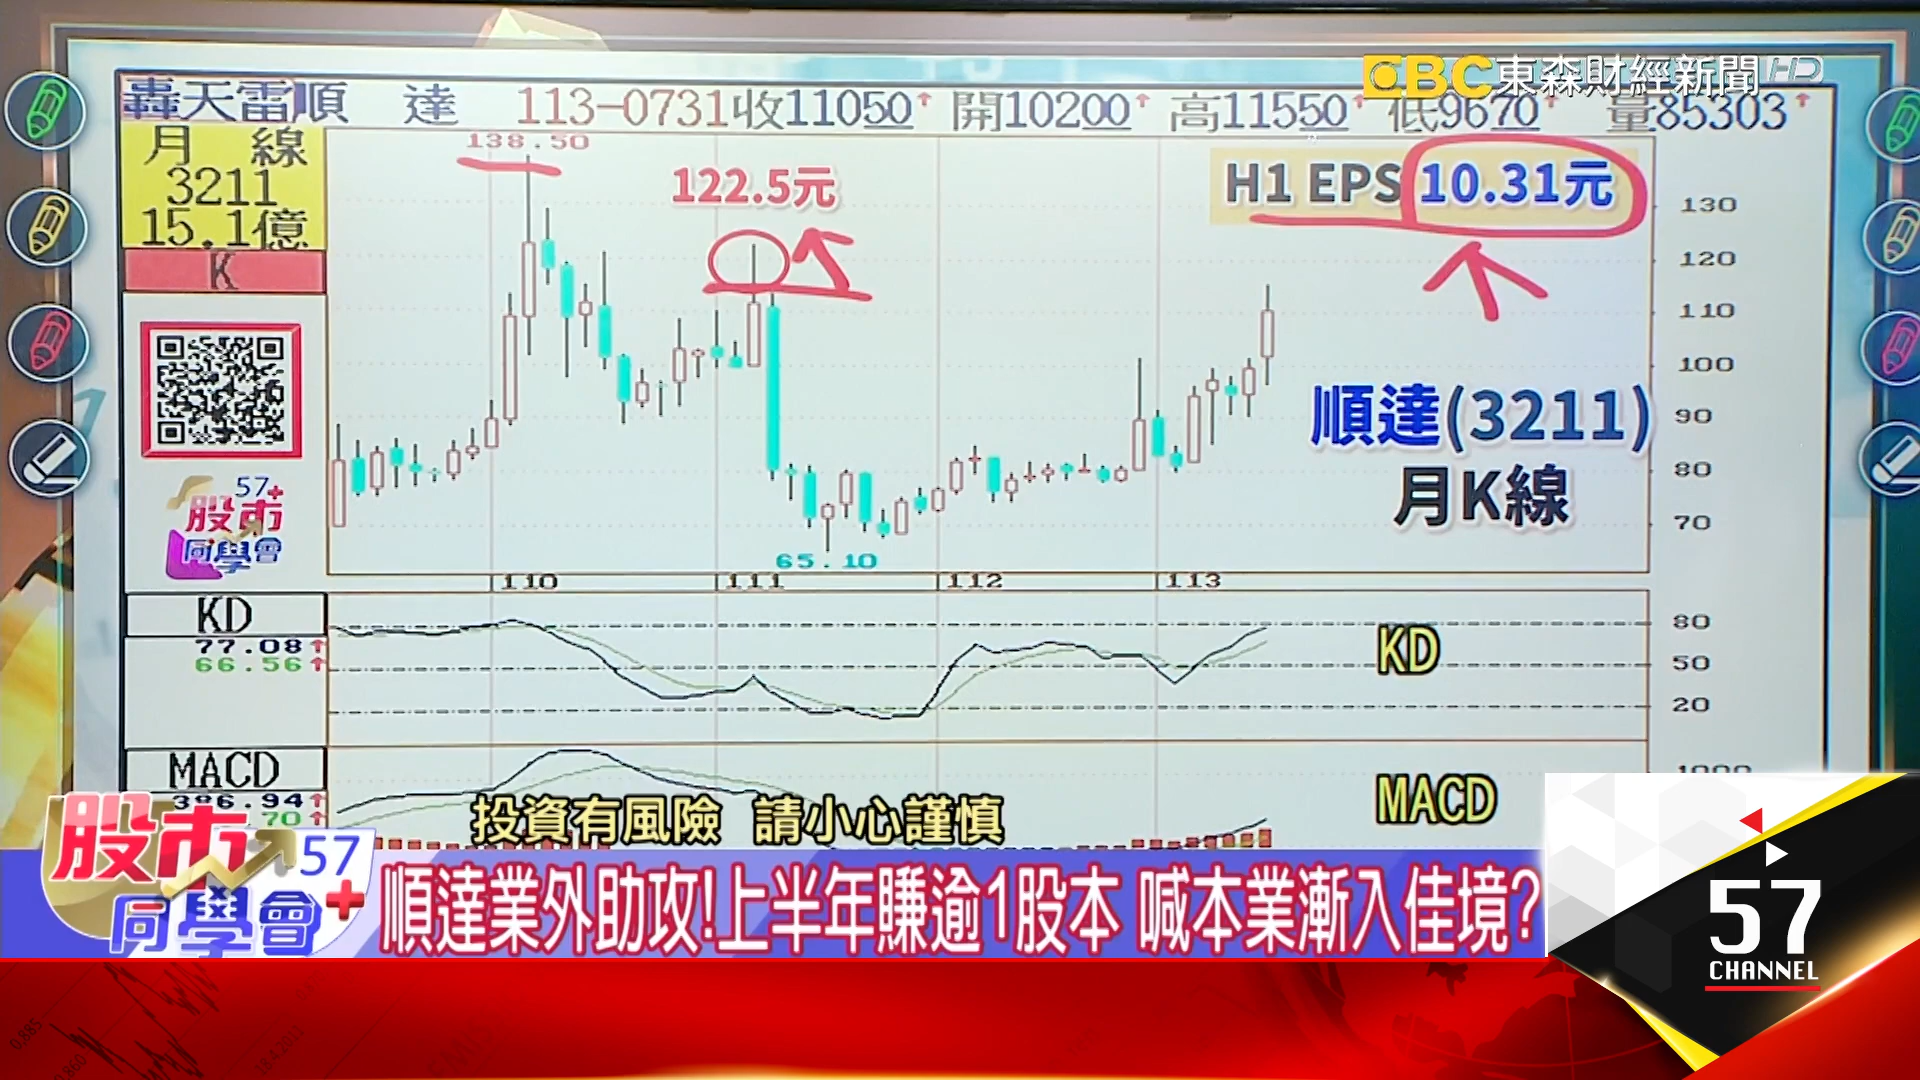 EBC東森財經新聞HD
轟天雷順 達 113-0731收11050↑ 開10200↑ 高11550↑ 低9670↑ 量85303↑
月 線
3211
15.1億
K
138.50
122.5元
H1 EPS 10.31元
130
120
110
100
90
80
70
順達(3211)
月K線
57+
股市
同學會
65.10
110 111 112 113
KD
77.08↑
66.56↑
KD
80
50
20
MACD
386.94↑
.70↑
MACD
投資有風險 請小心謹慎
股市57+
同學會
順達業外助攻!上半年賺逾1股本 喊本業漸入佳境?
57
CHANNEL